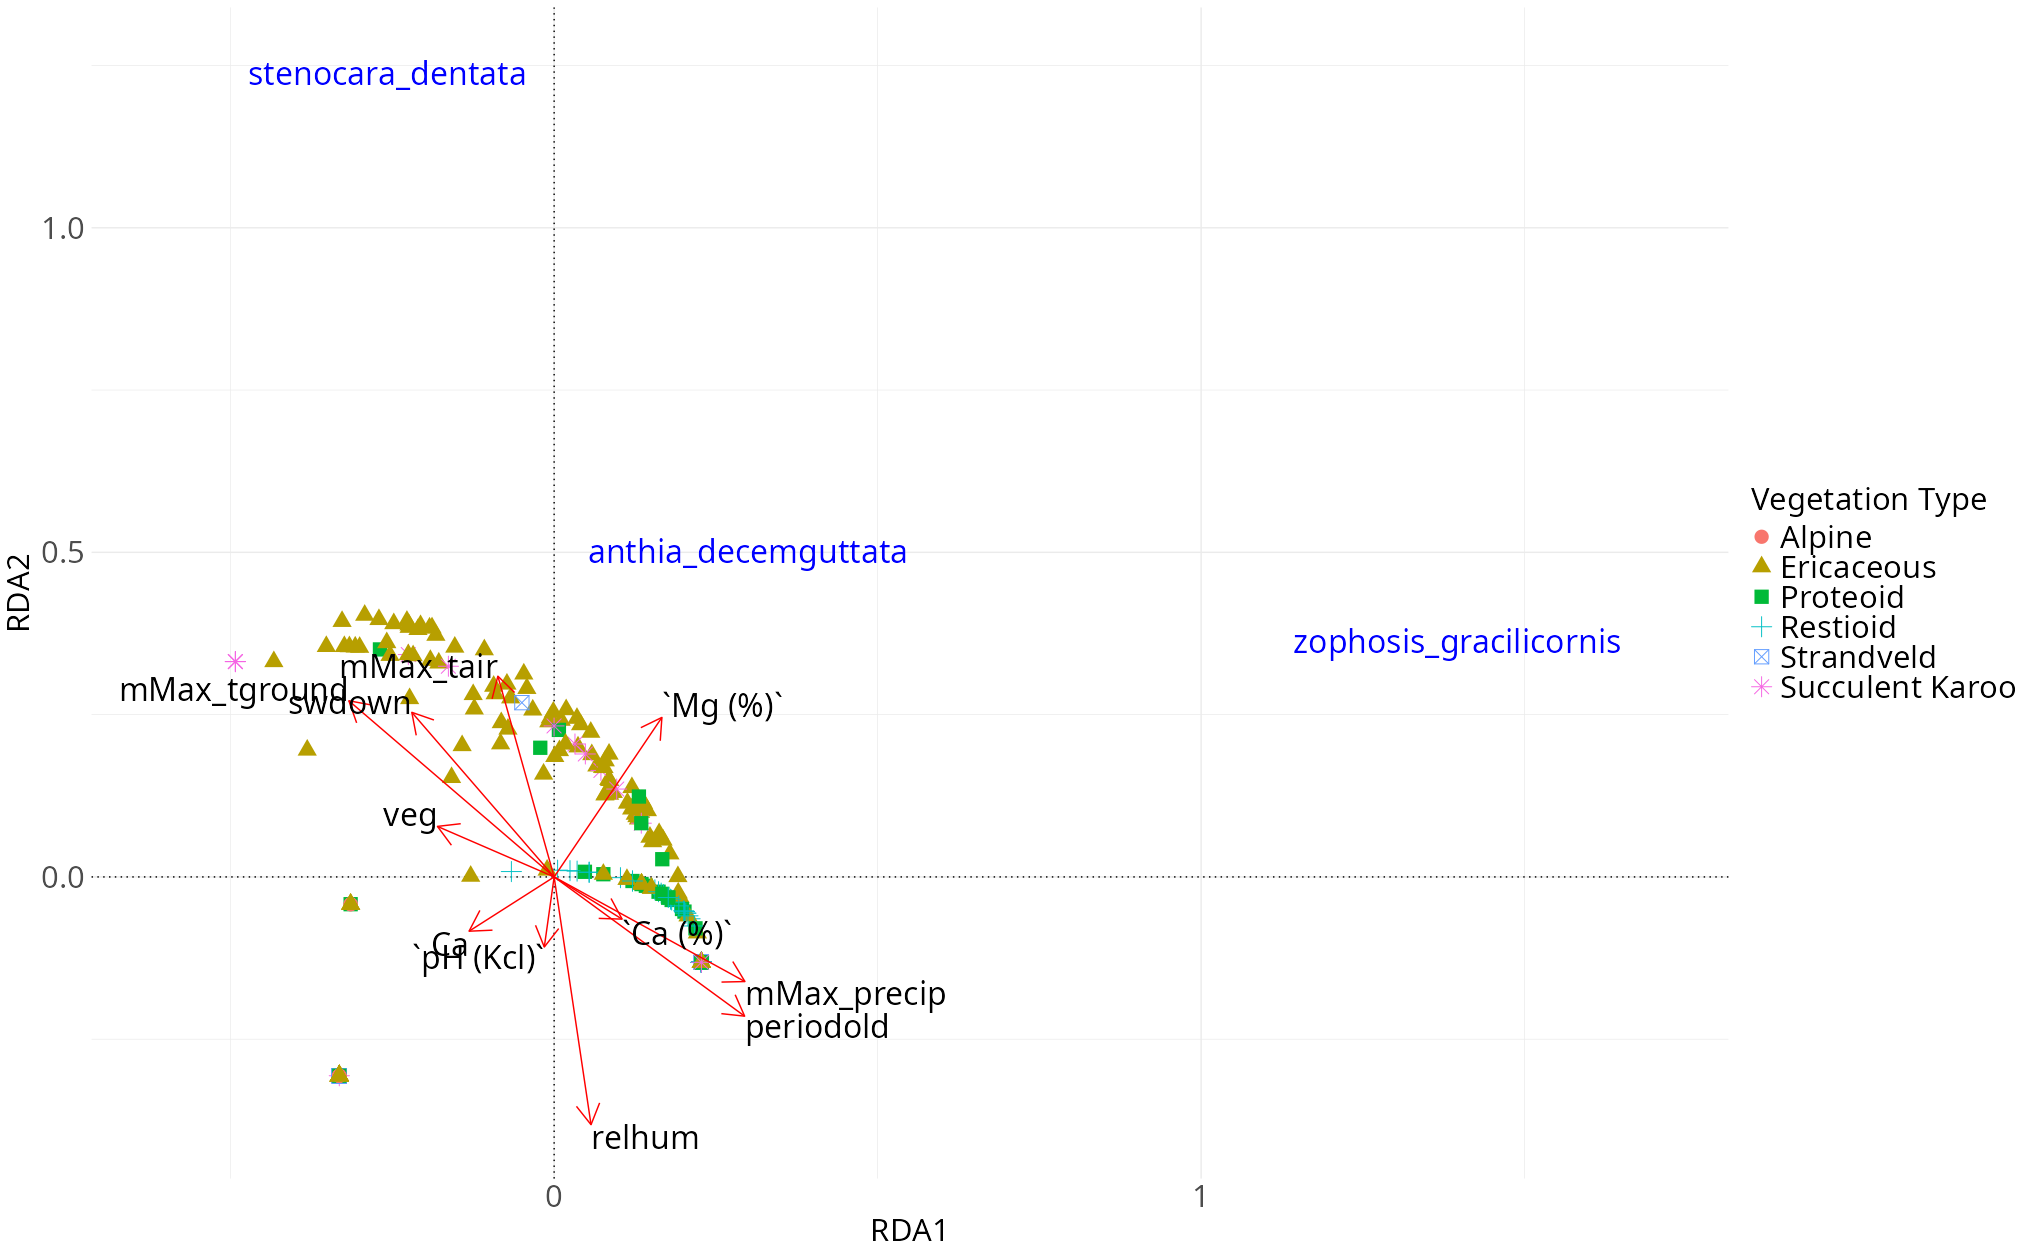 stenocara_dentata
1.0
anthia_decemguttata
0.5
zophosis_gracilicornis
mMax_tair
mMax_tground
swdown
`Mg (%)`
veg
0.0
`Ca (%)`
Ca
`pH (Kcl)`
mMax_precip
periodold
relhum
0
1
RDA1
RDA2
Vegetation Type
Alpine
Ericaceous
Proteoid
Restioid
Strandveld
Succulent Karoo